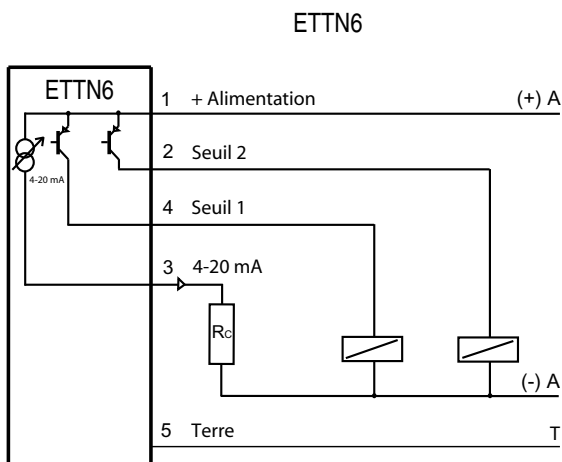 ETTN6
ETTN6
1 + Alimentation (+) A
2 Seuil 2
4-20 mA
4 Seuil 1
3 4-20 mA
Rc
(-) A
5 Terre T